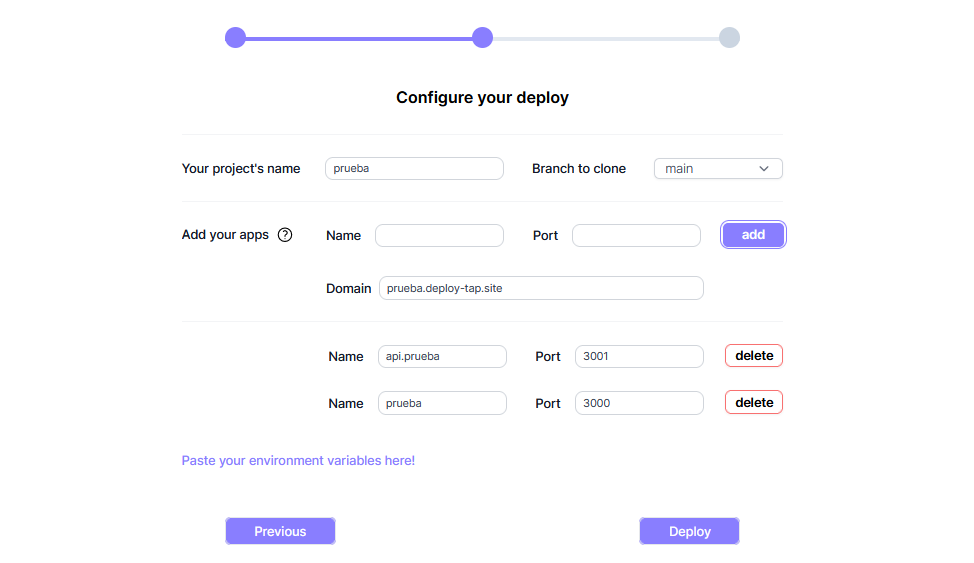 Configure your deploy
Your project's name prueba Branch to clone main
Add your apps ? Name Port add
Domain prueba.deploy-tap.site
Name api.prueba Port 3001 delete
Name prueba Port 3000 delete
Paste your environment variables here!
Previous Deploy